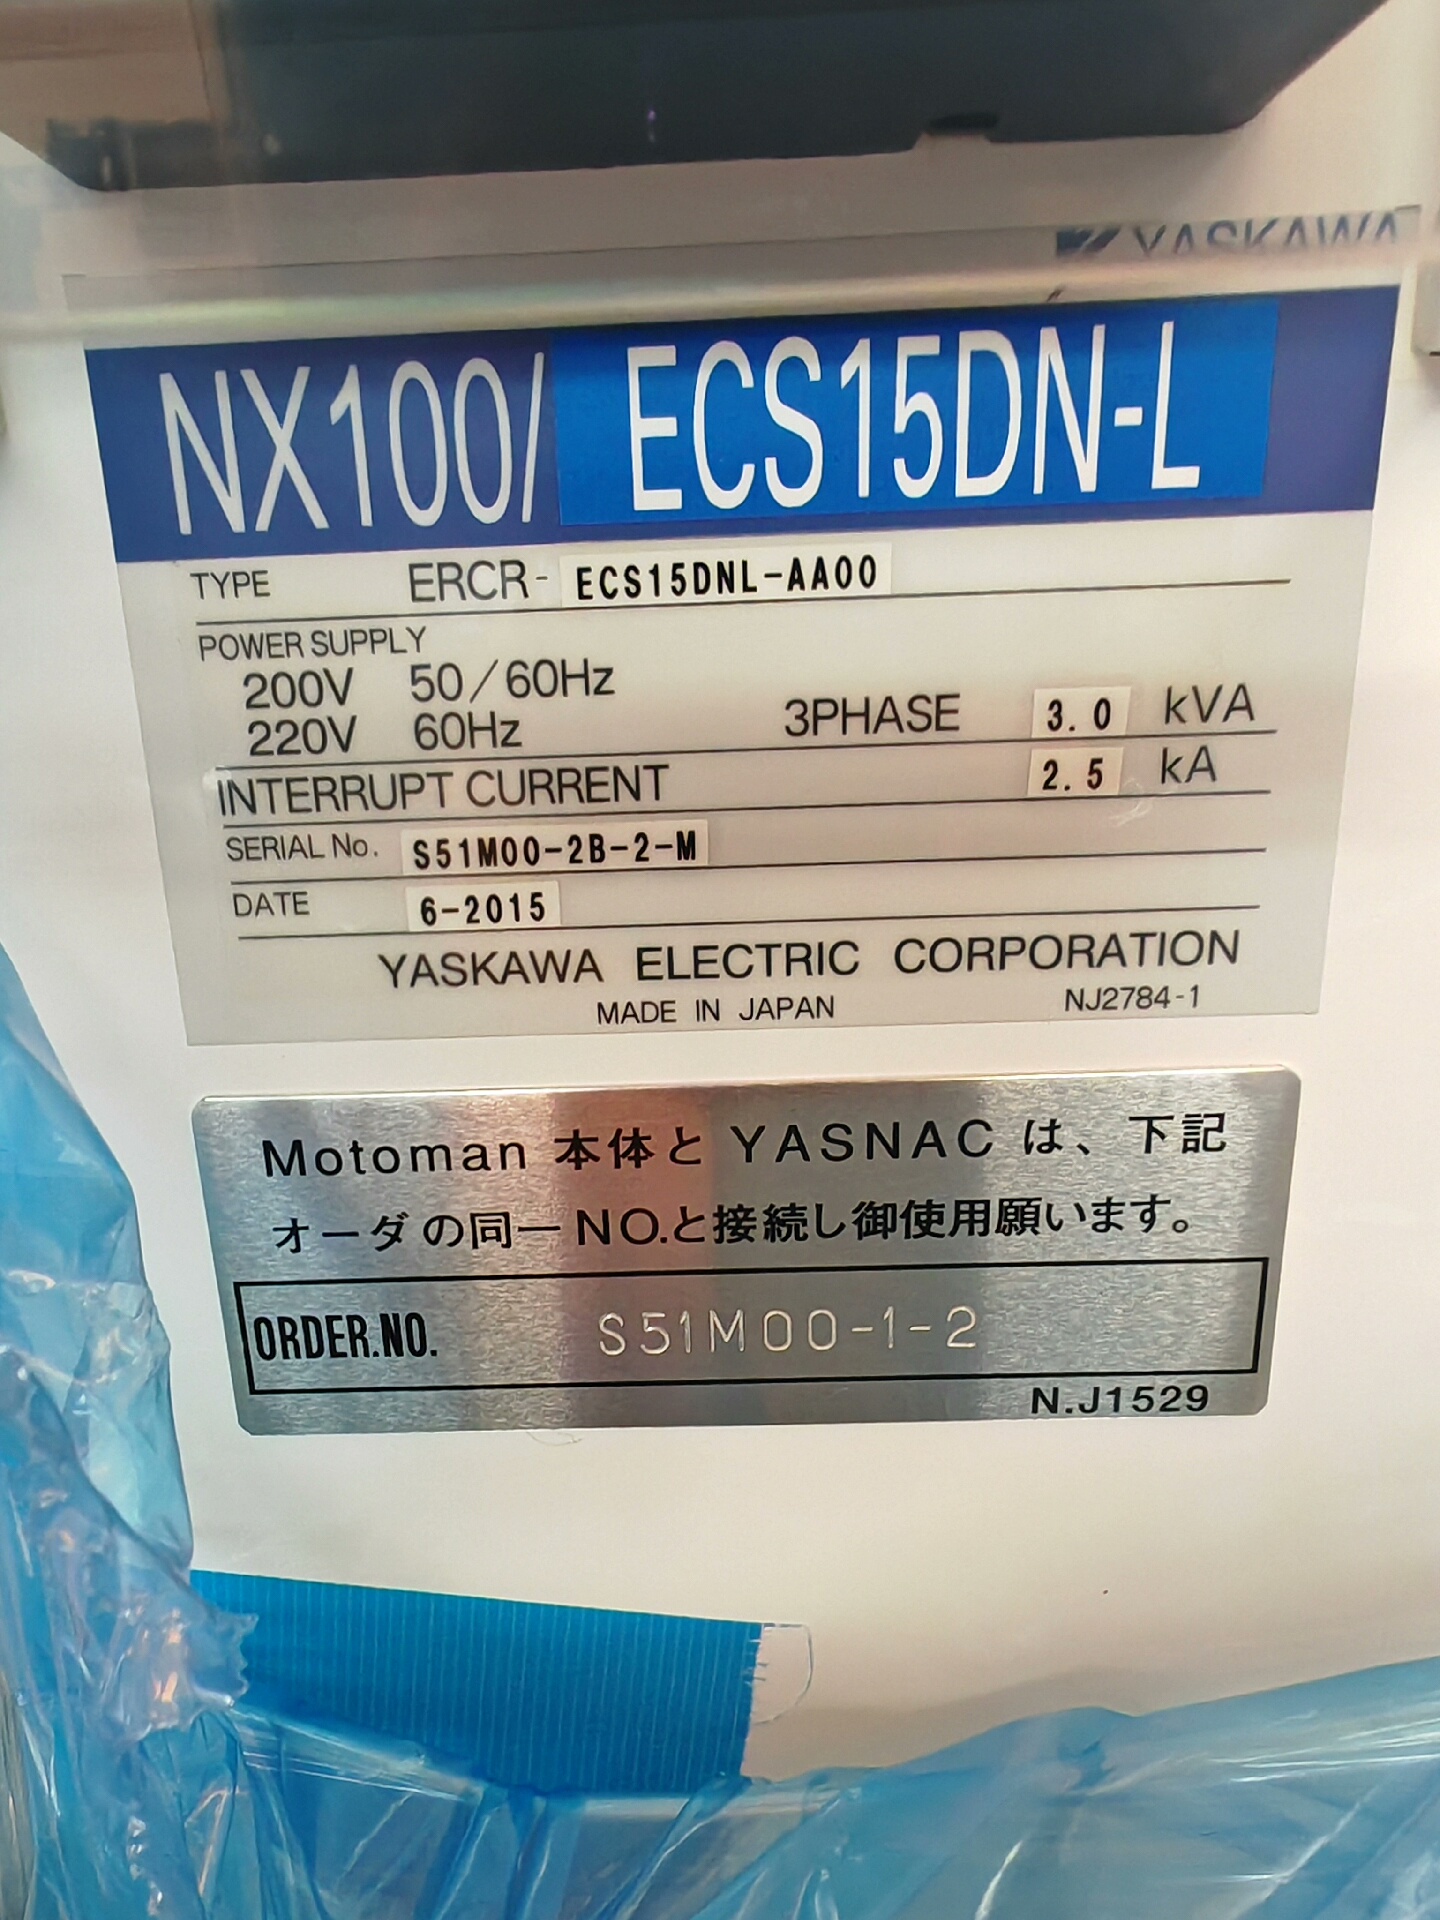 YASKAWA
NX100/ ECS15DN-L
TYPE ERCR- ECS15DNL-AA00
POWER SUPPLY
200V 50/60Hz
220V 60Hz 3PHASE 3.0 kVA
INTERRUPT CURRENT 2.5 kA
SERIAL No. S51M00-2B-2-M
DATE 6-2015
YASKAWA ELECTRIC CORPORATION
MADE IN JAPAN NJ2784-1
Motoman 本体と YASNAC は、下記
オーダの同一NO.と接続し御使用願います。
ORDER.NO. S51M00-1-2
N.J1529